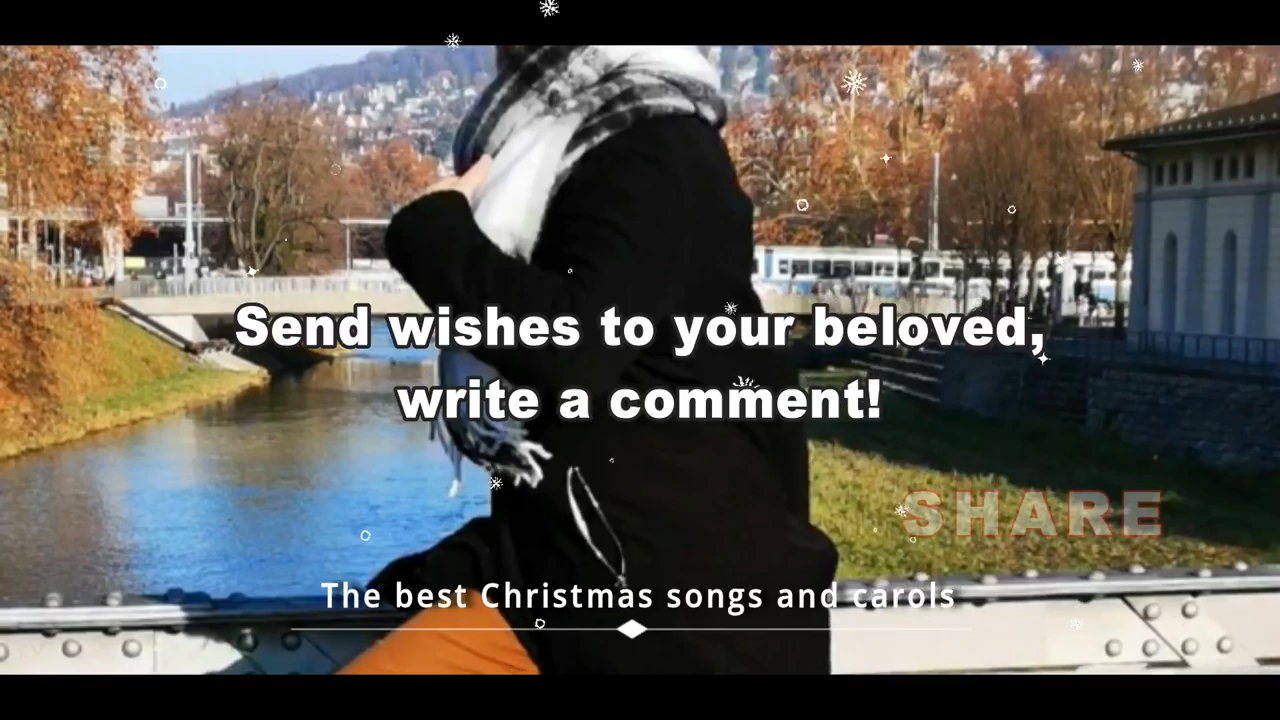 Send wishes to your beloved,
write a comment!
SHARE
The best Christmas songs and carols